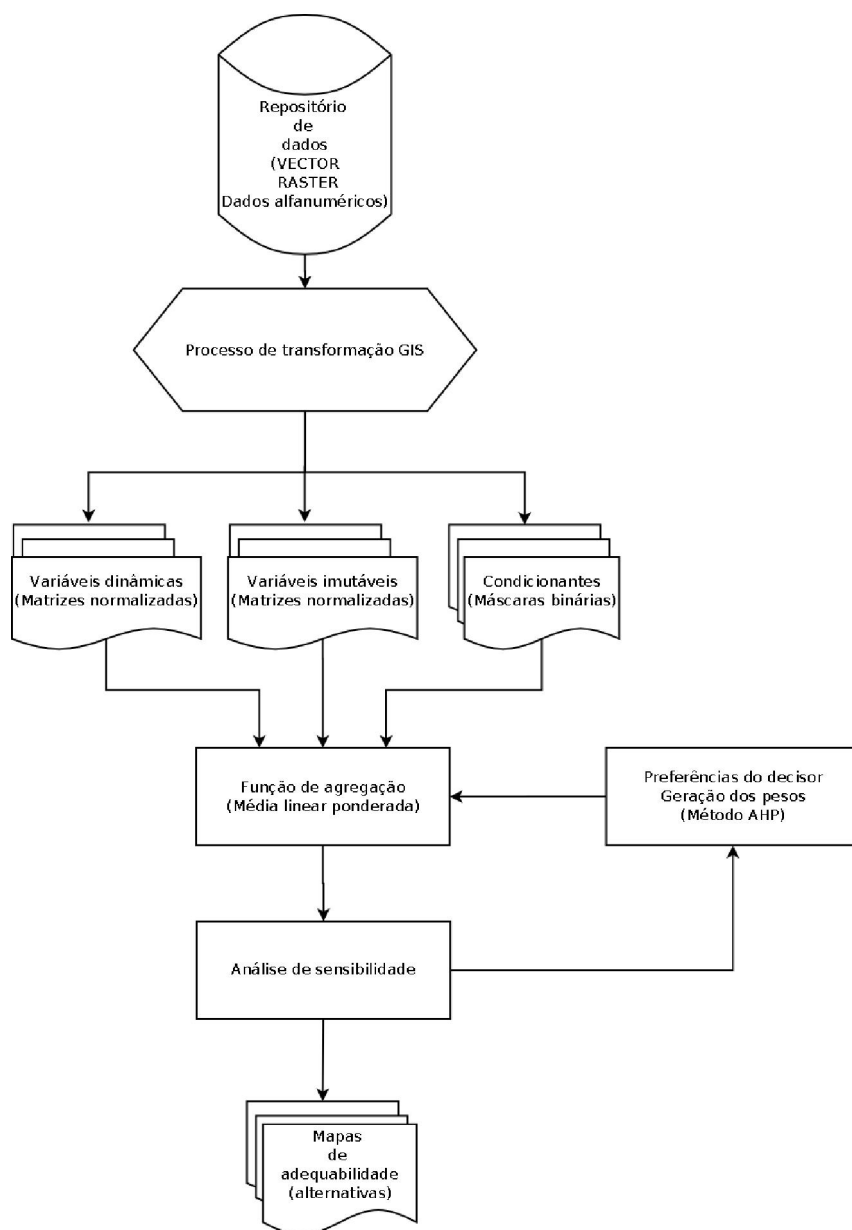 Repositório
de
dados
(VECTOR
RASTER
Dados alfanuméricos)
Processo de transformação GIS
Variáveis dinâmicas
(Matrizes normalizadas)
Variáveis imutáveis
(Matrizes normalizadas)
Condicionantes
(Máscaras binárias)
Função de agregação
(Média linear ponderada)
Preferências do decisor
Geração dos pesos
(Método AHP)
Análise de sensibilidade
Mapas
de
adequabilidade
(alternativas)